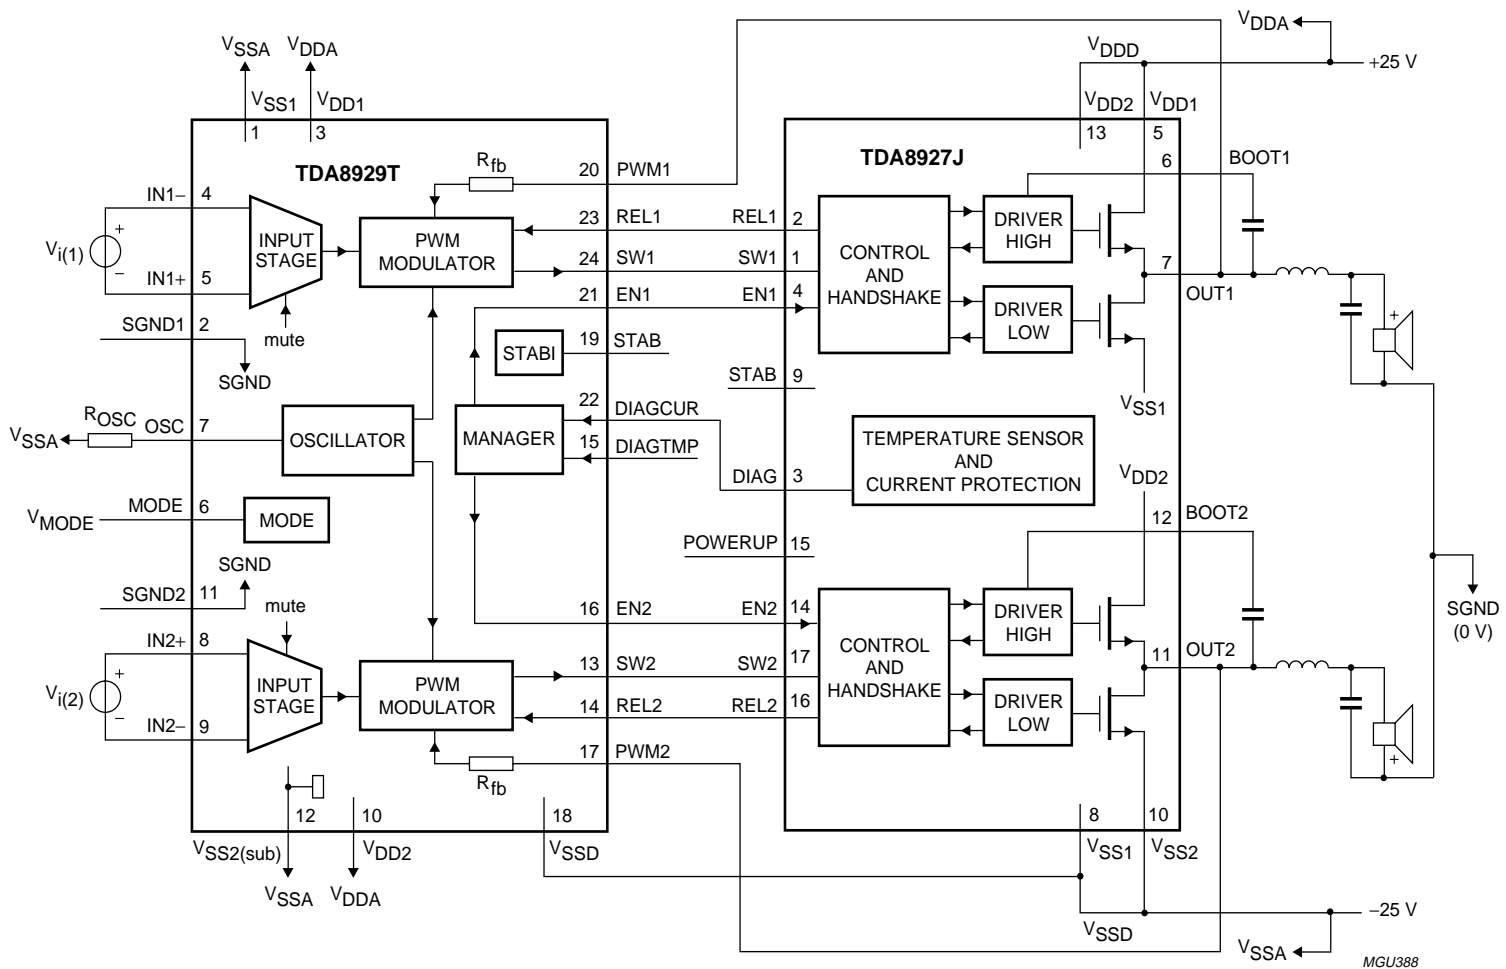 VDDA
VSSA
VDDA
VDDD
+25 V
VSS1
VDD1
VDD2
VDD1
1
3
13
5
TDA8929T
TDA8927J
6
BOOT1
Rfb
20
PWM1
IN1−
4
23
REL1
REL1
2
DRIVER
HIGH
Vi(1)
+
−
INPUT
STAGE
PWM
MODULATOR
CONTROL
AND
HANDSHAKE
24
SW1
SW1
1
7
OUT1
IN1+
5
21
EN1
EN1
4
DRIVER
LOW
+
SGND1
2
mute
STABI
19
STAB
SGND
STAB
9
VSS1
ROSC
VSSA
OSC
7
OSCILLATOR
MANAGER
22
DIAGCUR
15
DIAGTMP
TEMPERATURE SENSOR
AND
CURRENT PROTECTION
DIAG
3
VDD2
VMODE
MODE
6
MODE
12
BOOT2
POWERUP
15
SGND
SGND2
11
mute
16
EN2
EN2
14
DRIVER
HIGH
SGND
(0 V)
IN2+
8
13
SW2
SW2
17
11
OUT2
Vi(2)
+
−
INPUT
STAGE
PWM
MODULATOR
CONTROL
AND
HANDSHAKE
IN2−
9
14
REL2
REL2
16
DRIVER
LOW
17
PWM2
+
Rfb
12
10
18
8
10
VSS2(sub)
VDD2
VSSD
VSS1
VSS2
VSSA
VDDA
−25 V
VSSD
VSSA
MGU388